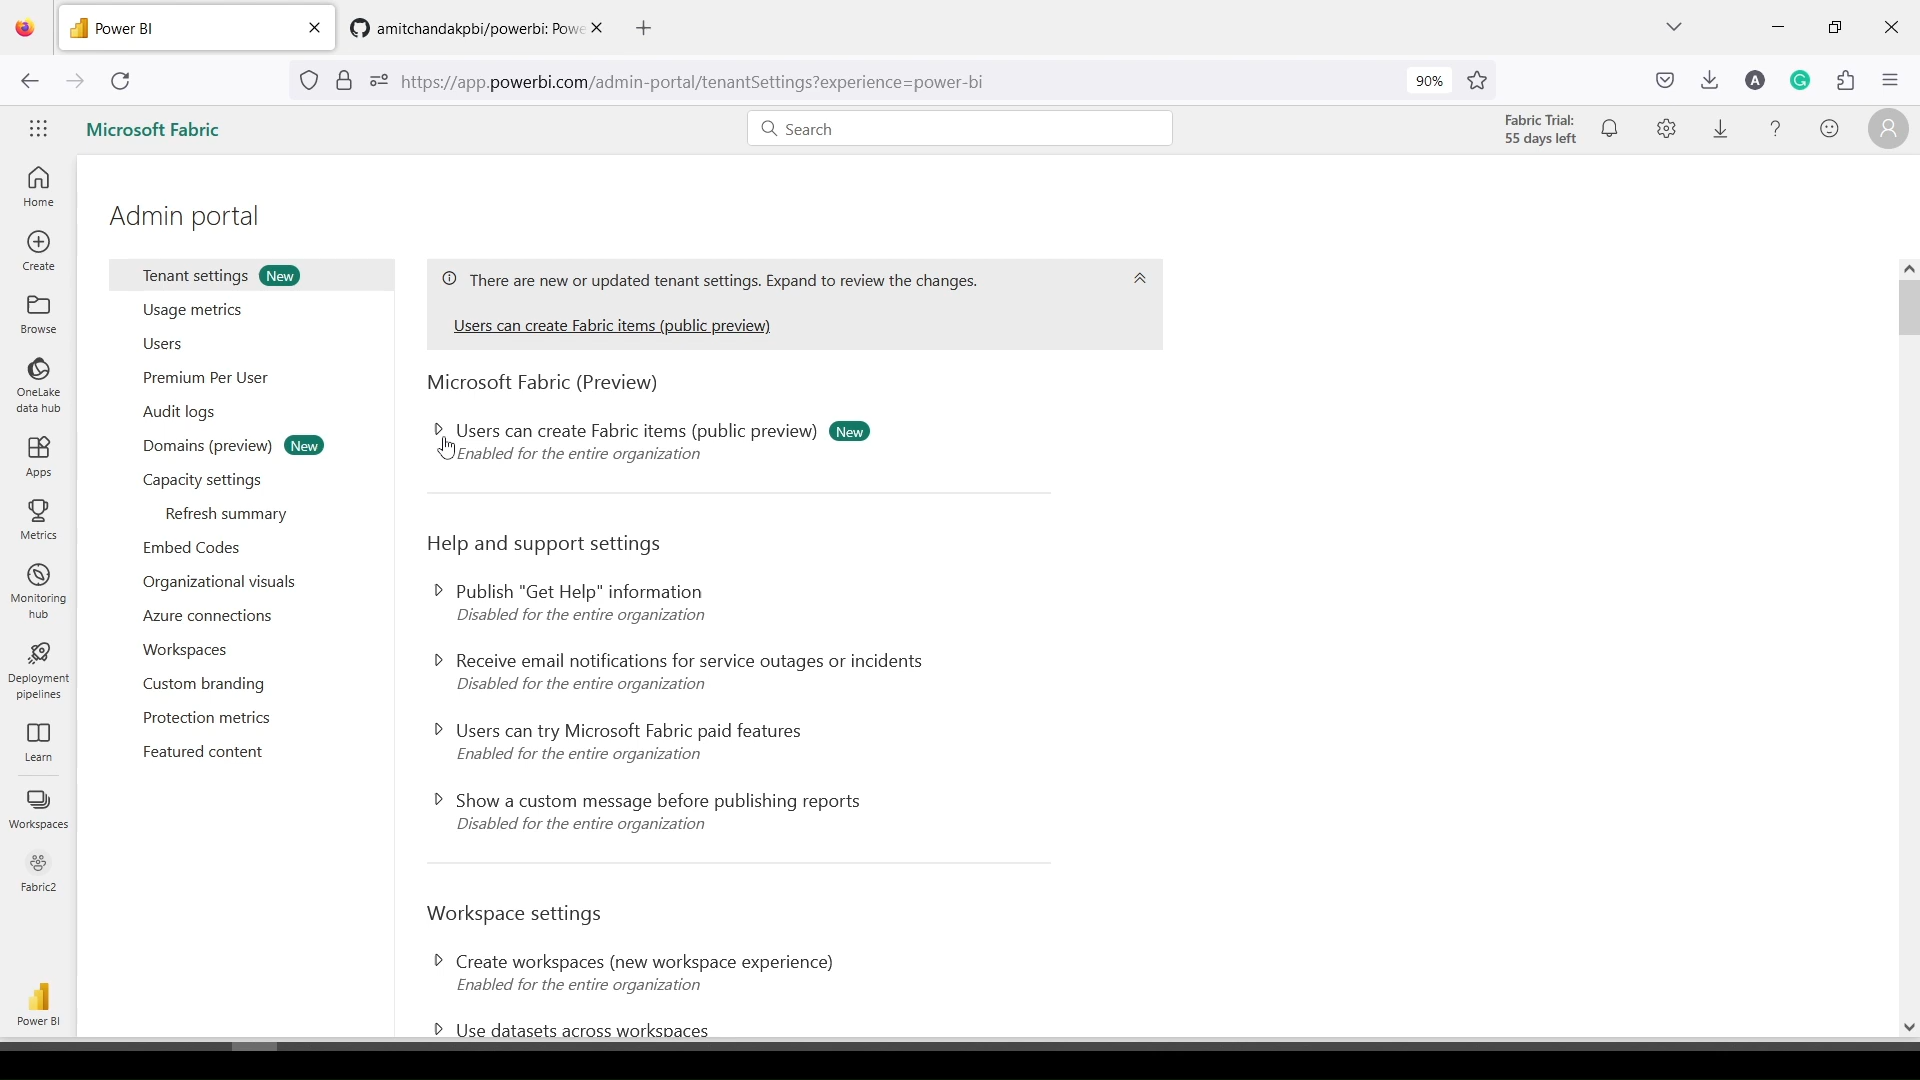 Power BI
amitchandakpbi/powerbi: Powe
https://app.powerbi.com/admin-portal/tenantSettings?experience=power-bi
90%
A
G
Microsoft Fabric
Search
Fabric Trial:
55 days left
?
Home
Create
Browse
OneLake
data hub
Apps
Metrics
Monitoring
hub
Deployment
pipelines
Learn
Workspaces
Fabric2
Power BI
Admin portal
Tenant settings New
Usage metrics
Users
Premium Per User
Audit logs
Domains (preview) New
Capacity settings
Refresh summary
Embed Codes
Organizational visuals
Azure connections
Workspaces
Custom branding
Protection metrics
Featured content
There are new or updated tenant settings. Expand to review the changes.
Users can create Fabric items (public preview)
Microsoft Fabric (Preview)
Users can create Fabric items (public preview) New
Enabled for the entire organization
Help and support settings
Publish "Get Help" information
Disabled for the entire organization
Receive email notifications for service outages or incidents
Disabled for the entire organization
Users can try Microsoft Fabric paid features
Enabled for the entire organization
Show a custom message before publishing reports
Disabled for the entire organization
Workspace settings
Create workspaces (new workspace experience)
Enabled for the entire organization
Use datasets across workspaces